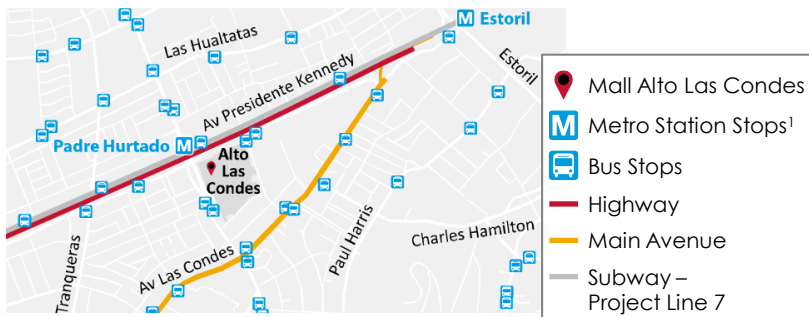 M Estoril
Las Hualtatas
Estoril
Av Presidente Kennedy
Padre Hurtado M
Alto
Las
Condes
Tranqueras
Av Las Condes
Paul Harris
Charles Hamilton
Mall Alto Las Condes
M Metro Station Stops¹
Bus Stops
Highway
Main Avenue
Subway –
Project Line 7